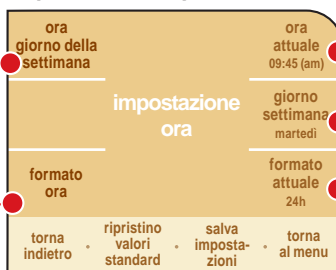 ora
giorno della
settimana
ora
attuale
09:45 (am)
impostazione
ora
giorno
settimana
martedì
formato
ora
formato
attuale
24h
torna
indietro
•
ripristino
valori
standard
•
salva
imposta-
zioni
•
torna
al menu